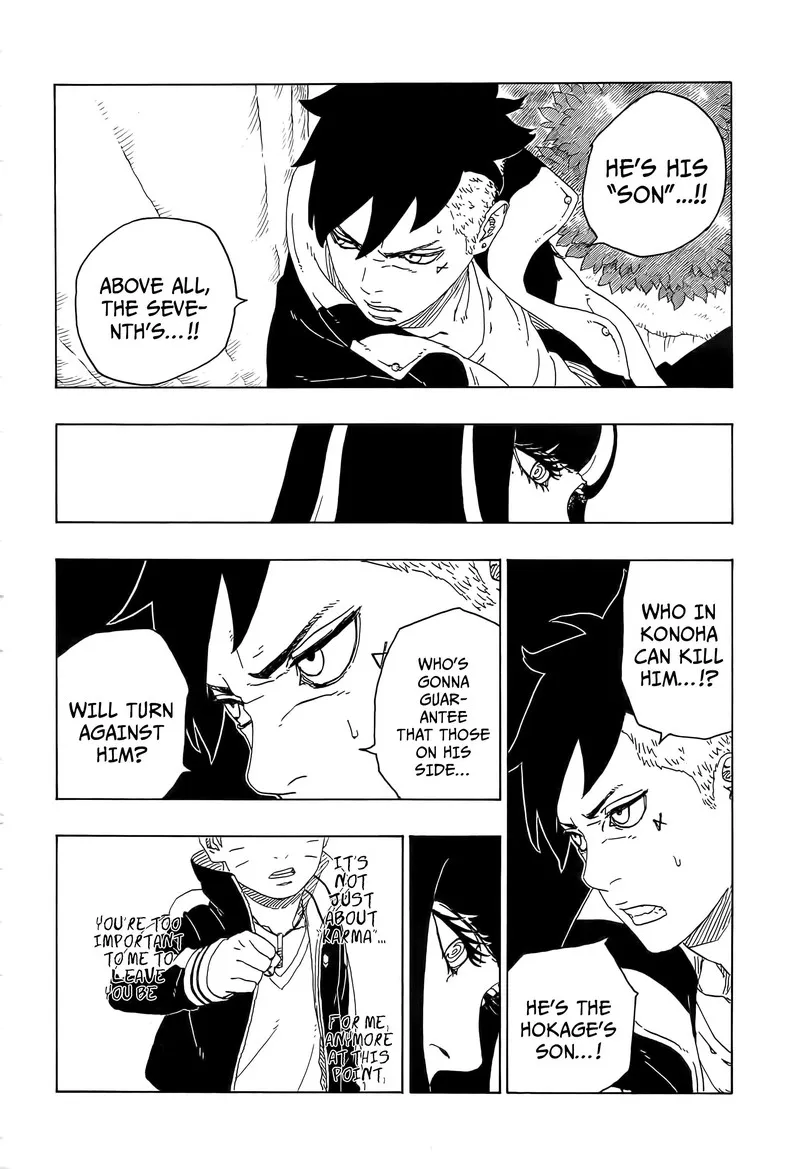 HE'S HIS
"SON"...!!
ABOVE ALL,
THE SEVE-
NTH'S...!!
WHO IN
KONOHA
CAN KILL
HIM...!?
WHO'S
GONNA
GUAR-
ANTEE
THAT THOSE
ON HIS
SIDE...
WILL TURN
AGAINST
HIM?
HE'S THE
HOKAGE'S
SON...!
IT'S
NOT
JUST
ABOUT
"KARMA"...
YOU'RE TOO
IMPORTANT
TO ME TO
LEAVE
YOU BE
FOR ME,
ANYMORE
AT THIS
POINT,